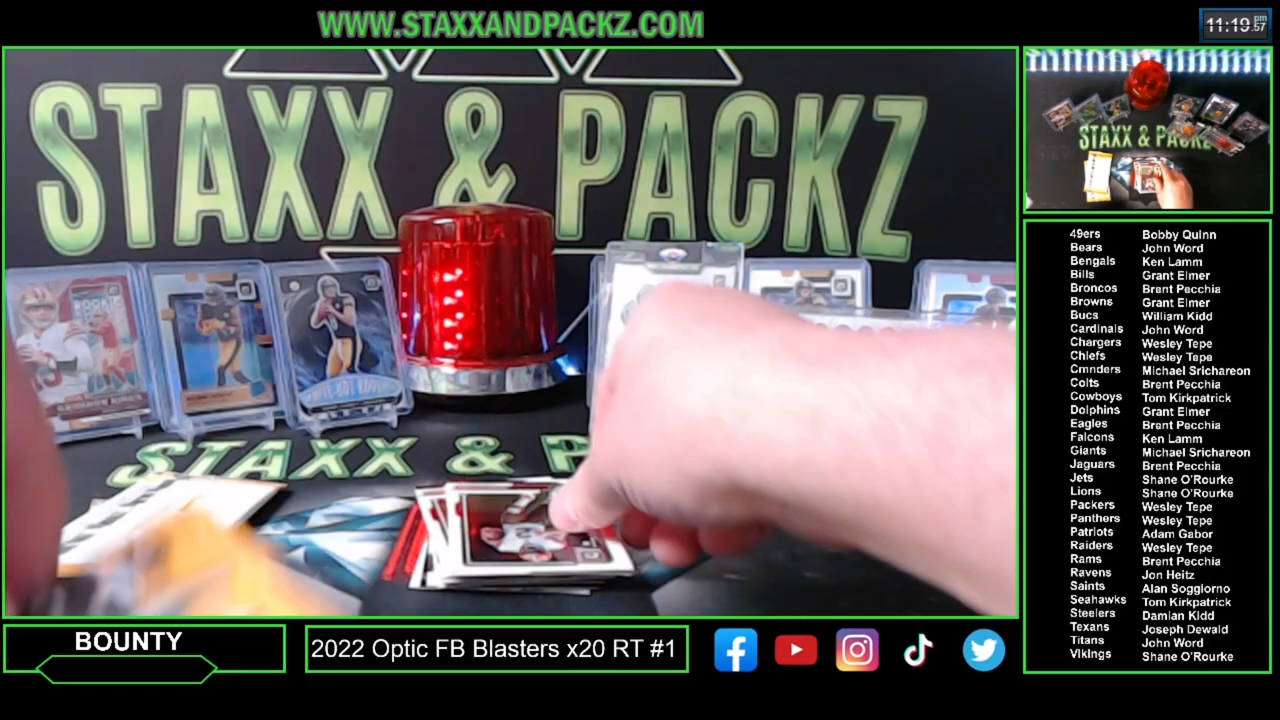 WWW.STAXXANDPACKZ.COM
11:19 pm .57
STAXX & PACKZ
STAXX & PACKZ
ROOKIE
STAXX & P
49ers Bobby Quinn
Bears John Word
Bengals Ken Lamm
Bills Grant Elmer
Broncos Brent Pecchia
Browns Grant Elmer
Bucs William Kidd
Cardinals John Word
Chargers Wesley Tepe
Chiefs Wesley Tepe
Cmnders Michael Srichareon
Colts Brent Pecchia
Cowboys Tom Kirkpatrick
Dolphins Grant Elmer
Eagles Brent Pecchia
Falcons Ken Lamm
Giants Michael Srichareon
Jaguars Brent Pecchia
Jets Shane O'Rourke
Lions Shane O'Rourke
Packers Wesley Tepe
Panthers Wesley Tepe
Patriots Adam Gabor
Raiders Wesley Tepe
Rams Brent Pecchia
Ravens Jon Heitz
Saints Alan Soggiorno
Seahawks Tom Kirkpatrick
Steelers Damian Kidd
Texans Joseph Dewald
Titans John Word
Vikings Shane O'Rourke
BOUNTY
2022 Optic FB Blasters x20 RT #1